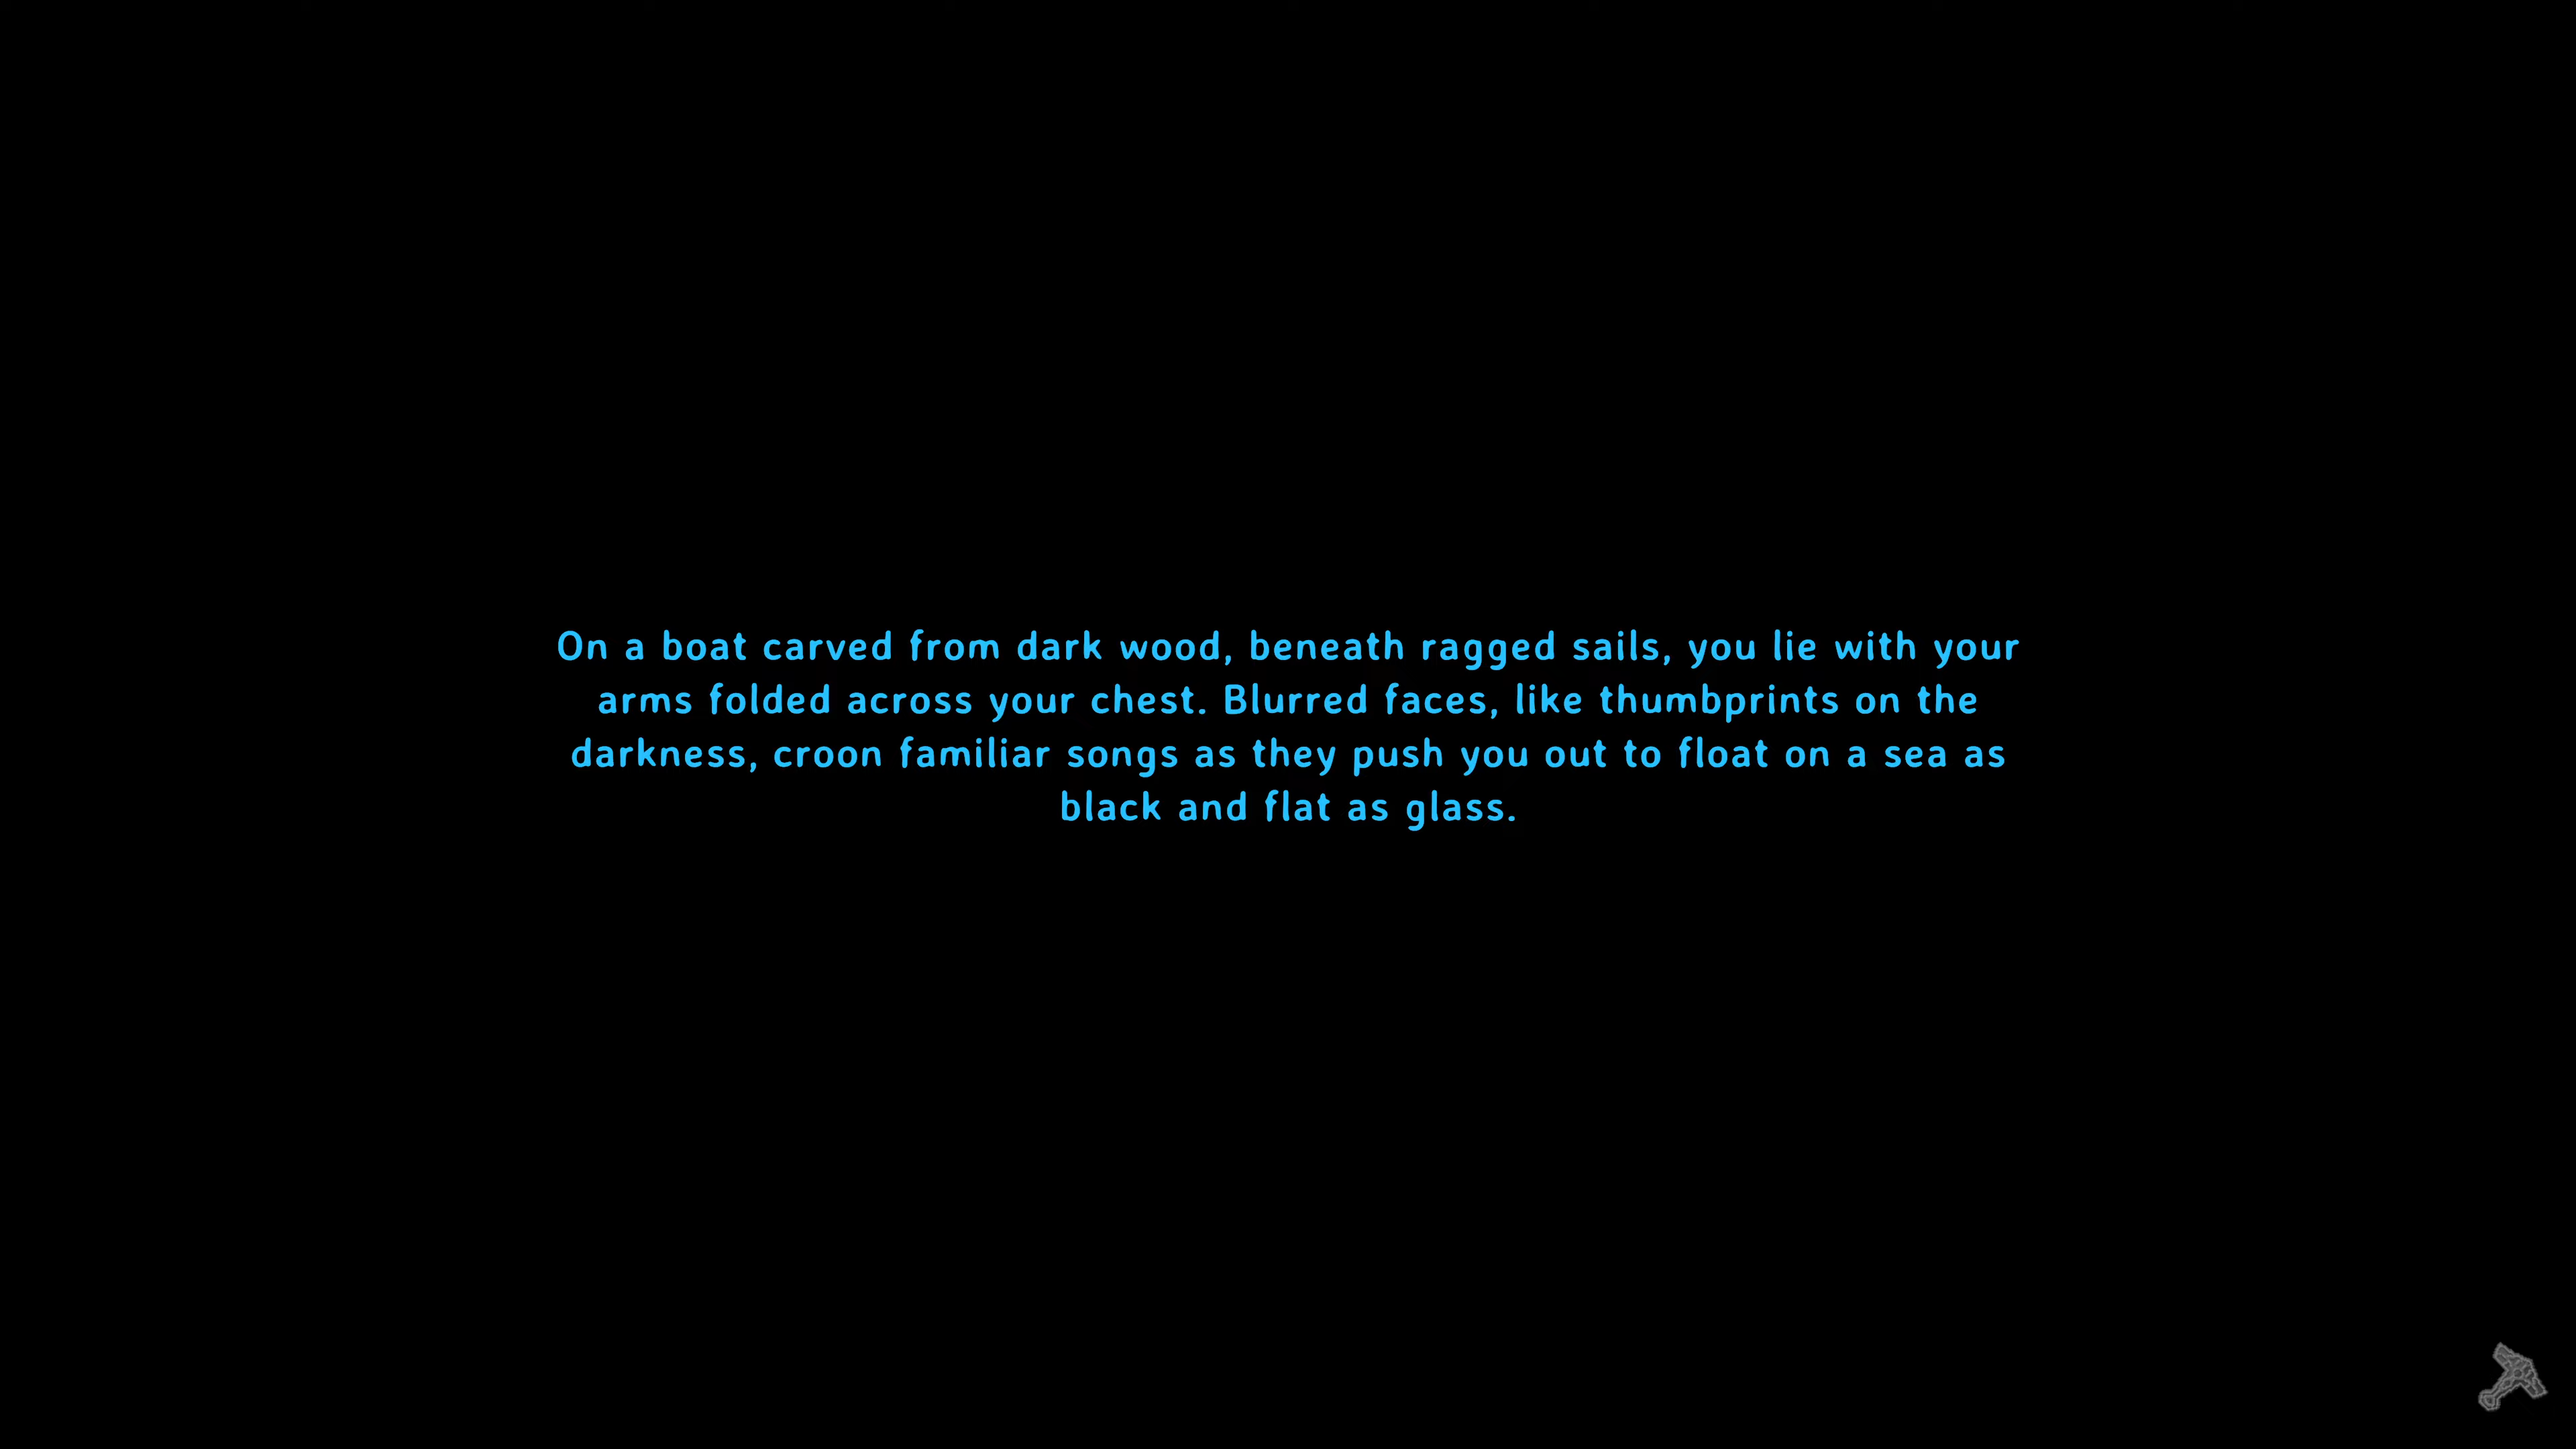 On a boat carved from dark wood, beneath ragged sails, you lie with your
arms folded across your chest. Blurred faces, like thumbprints on the
darkness, croon familiar songs as they push you out to float on a sea as
black and flat as glass.